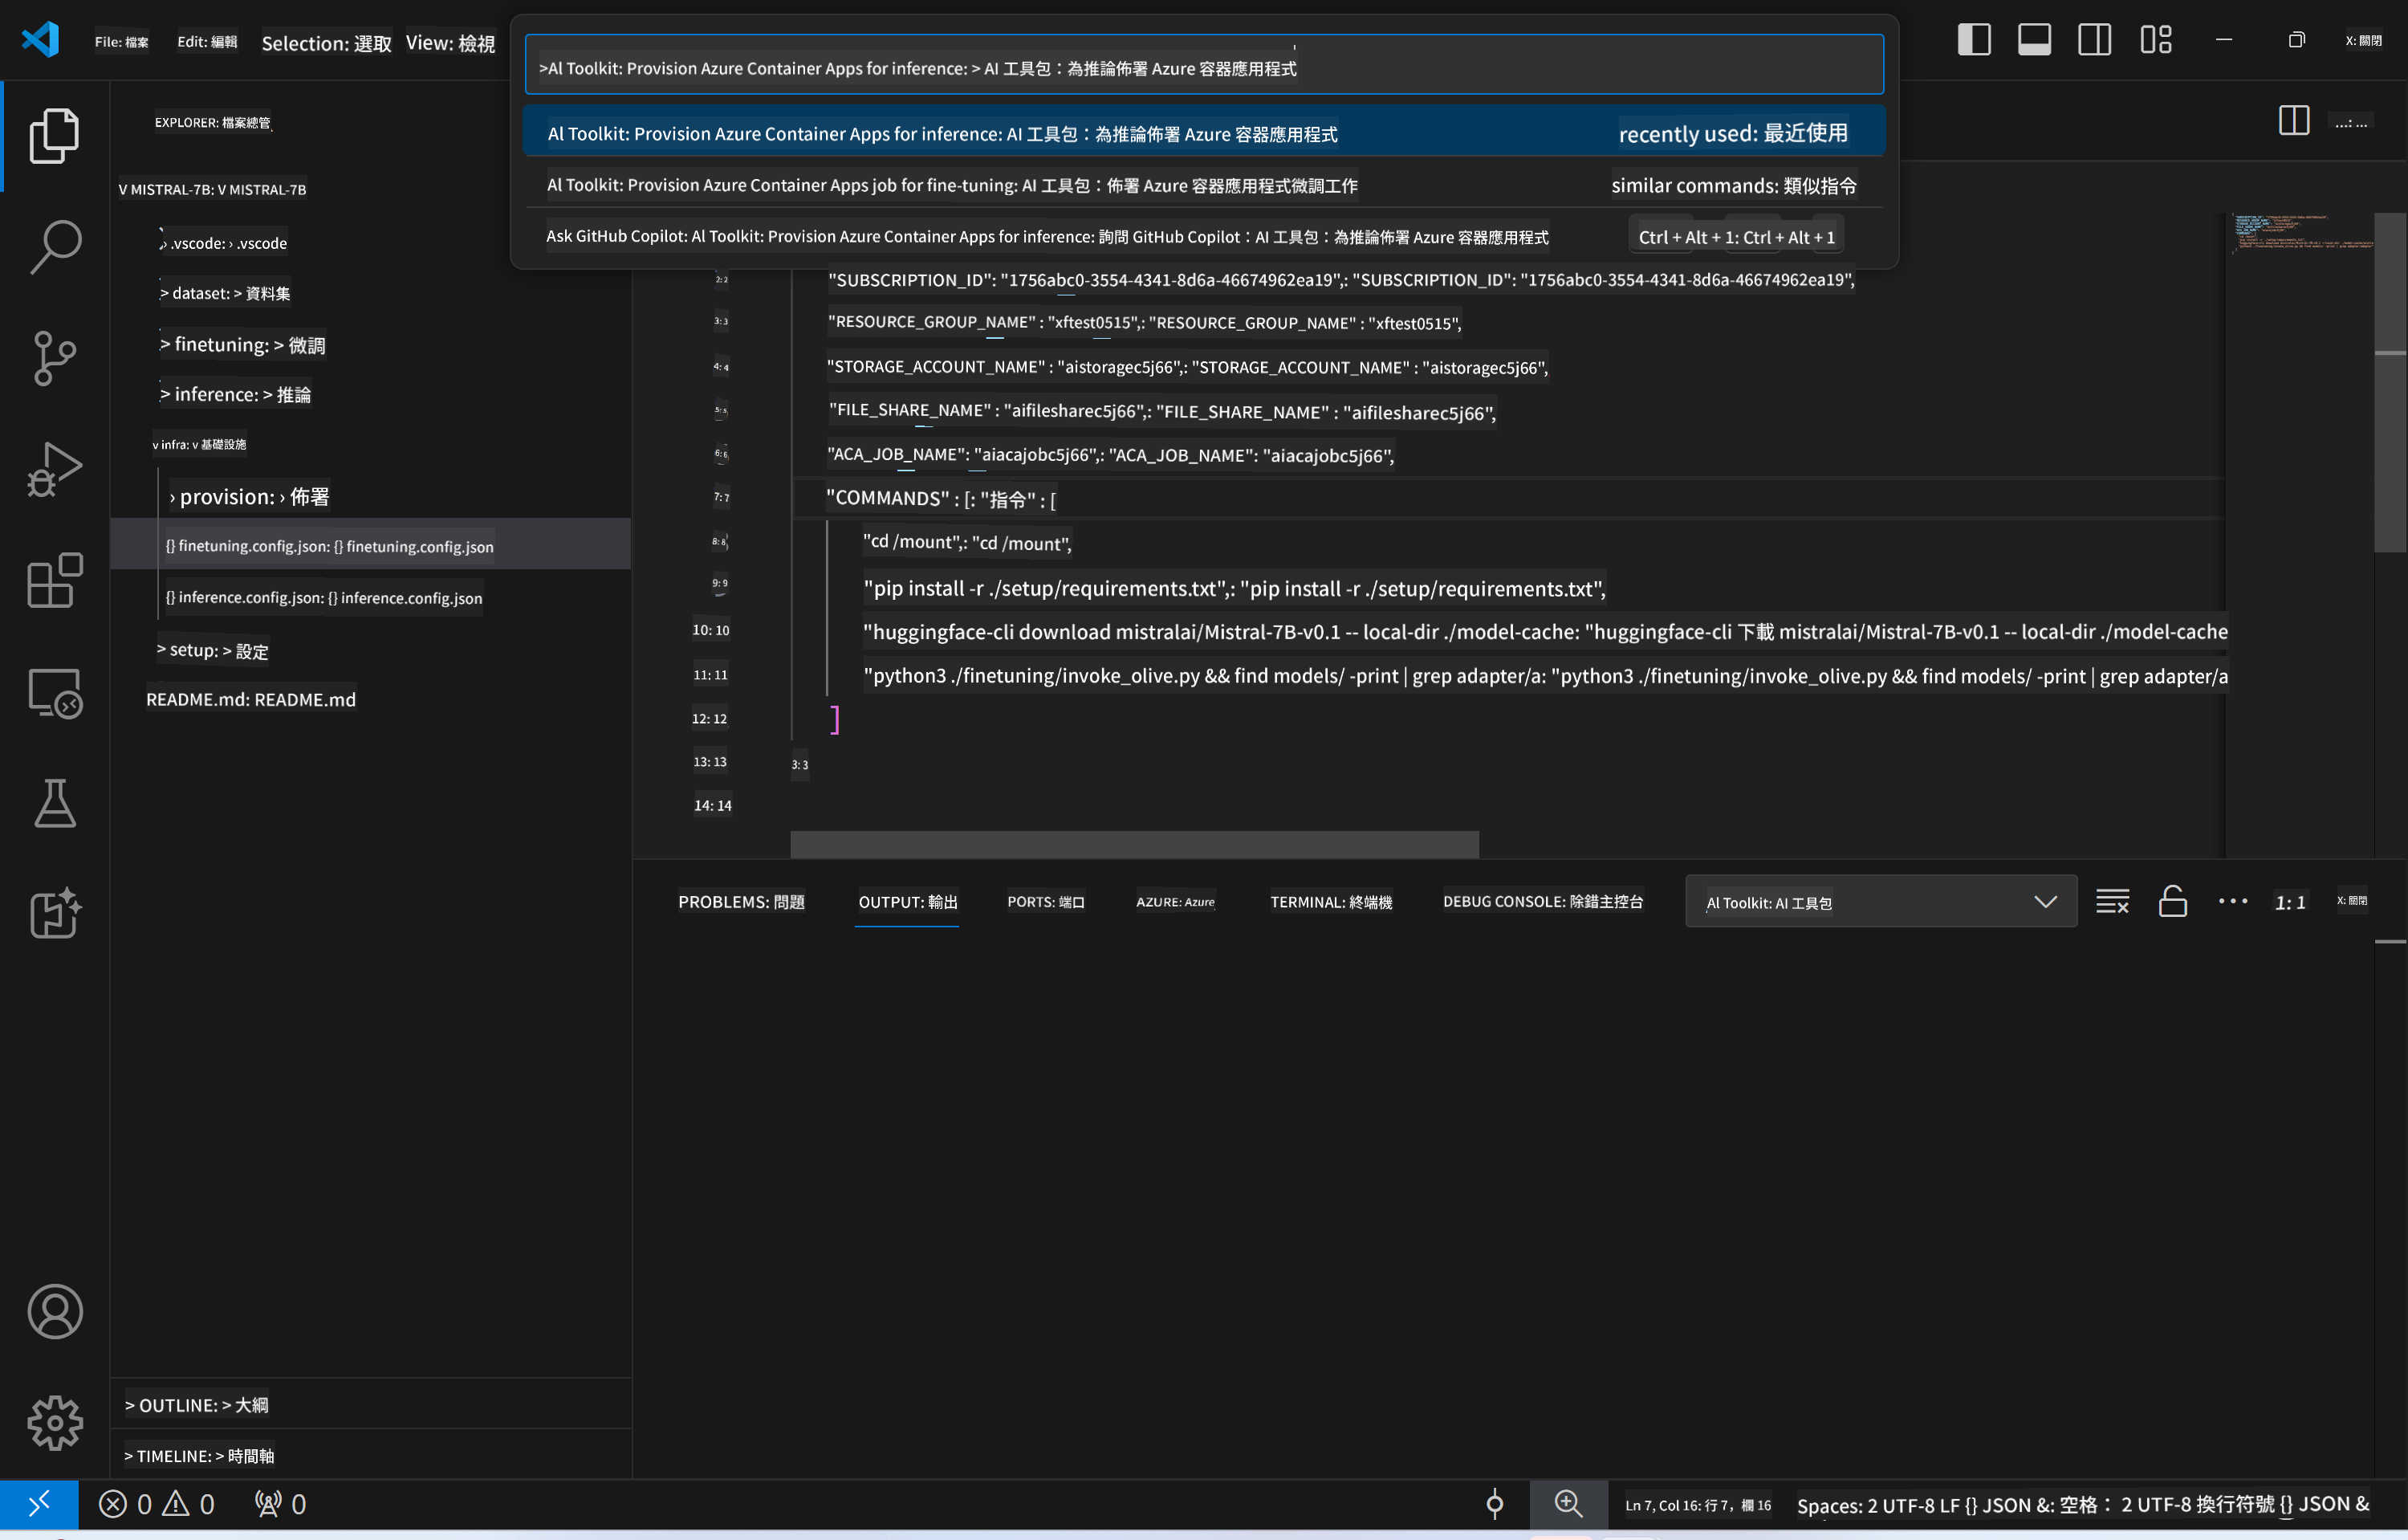 File: 檔案 Edit: 編輯 Selection: 選取 View: 檢視
X: 關閉
>Al Toolkit: Provision Azure Container Apps for inference: > AI 工具包：為推論佈署 Azure 容器應用程式
Al Toolkit: Provision Azure Container Apps for inference: AI 工具包：為推論佈署 Azure 容器應用程式 recently used: 最近使用
Al Toolkit: Provision Azure Container Apps job for fine-tuning: AI 工具包：佈署 Azure 容器應用程式微調工作 similar commands: 類似指令
Ask GitHub Copilot: Al Toolkit: Provision Azure Container Apps for inference: 詢問 GitHub Copilot：AI 工具包：為推論佈署 Azure 容器應用程式 Ctrl + Alt + 1: Ctrl + Alt + 1
...: ...
EXPLORER: 檔案總管
V MISTRAL-7B: V MISTRAL-7B
› .vscode: › .vscode
> dataset: > 資料集
> finetuning: > 微調
> inference: > 推論
v infra: v 基礎設施
› provision: › 佈署
{} finetuning.config.json: {} finetuning.config.json
{} inference.config.json: {} inference.config.json
> setup: > 設定
README.md: README.md
> OUTLINE: > 大綱
> TIMELINE: > 時間軸
2: 2 "SUBSCRIPTION_ID": "1756abc0-3554-4341-8d6a-46674962ea19",: "SUBSCRIPTION_ID": "1756abc0-3554-4341-8d6a-46674962ea19",
3: 3 "RESOURCE_GROUP_NAME" : "xftest0515",: "RESOURCE_GROUP_NAME" : "xftest0515",
4: 4 "STORAGE_ACCOUNT_NAME" : "aistoragec5j66",: "STORAGE_ACCOUNT_NAME" : "aistoragec5j66",
5: 5 "FILE_SHARE_NAME" : "aifilesharec5j66",: "FILE_SHARE_NAME" : "aifilesharec5j66",
6: 6 "ACA_JOB_NAME": "aiacajobc5j66",: "ACA_JOB_NAME": "aiacajobc5j66",
7: 7 "COMMANDS" : [: "指令" : [
8: 8 "cd /mount",: "cd /mount",
9: 9 "pip install -r ./setup/requirements.txt",: "pip install -r ./setup/requirements.txt",
10: 10 "huggingface-cli download mistralai/Mistral-7B-v0.1 -- local-dir ./model-cache: "huggingface-cli 下載 mistralai/Mistral-7B-v0.1 -- local-dir ./model-cache
11: 11 "python3 ./finetuning/invoke_olive.py && find models/ -print | grep adapter/a: "python3 ./finetuning/invoke_olive.py && find models/ -print | grep adapter/a
12: 12 ]
13: 13 3: 3
14: 14
PROBLEMS: 問題 OUTPUT: 輸出 PORTS: 端口 AZURE: Azure TERMINAL: 終端機 DEBUG CONSOLE: 除錯主控台 Al Toolkit: AI 工具包 1: 1 X: 關閉
0 0 0 Ln 7, Col 16: 行 7，欄 16 Spaces: 2 UTF-8 LF {} JSON &: 空格： 2 UTF-8 換行符號 {} JSON &